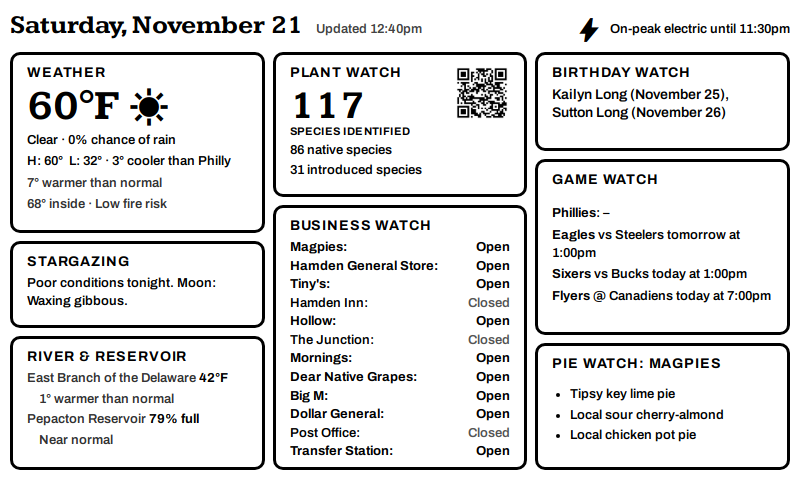 Saturday, November 21 Updated 12:40pm
On-peak electric until 11:30pm
WEATHER
60°F
Clear · 0% chance of rain
H: 60° L: 32° · 3° cooler than Philly
7° warmer than normal
68° inside · Low fire risk
STARGAZING
Poor conditions tonight. Moon:
Waxing gibbous.
RIVER & RESERVOIR
East Branch of the Delaware 42°F
1° warmer than normal
Pepacton Reservoir 79% full
Near normal
PLANT WATCH
117
SPECIES IDENTIFIED
86 native species
31 introduced species
BUSINESS WATCH
Magpies: Open
Hamden General Store: Open
Tiny's: Open
Hamden Inn: Closed
Hollow: Open
The Junction: Closed
Mornings: Open
Dear Native Grapes: Open
Big M: Open
Dollar General: Open
Post Office: Closed
Transfer Station: Open
BIRTHDAY WATCH
Kailyn Long (November 25),
Sutton Long (November 26)
GAME WATCH
Phillies: –
Eagles vs Steelers tomorrow at
1:00pm
Sixers vs Bucks today at 1:00pm
Flyers @ Canadiens today at 7:00pm
PIE WATCH: MAGPIES
• Tipsy key lime pie
• Local sour cherry-almond
• Local chicken pot pie